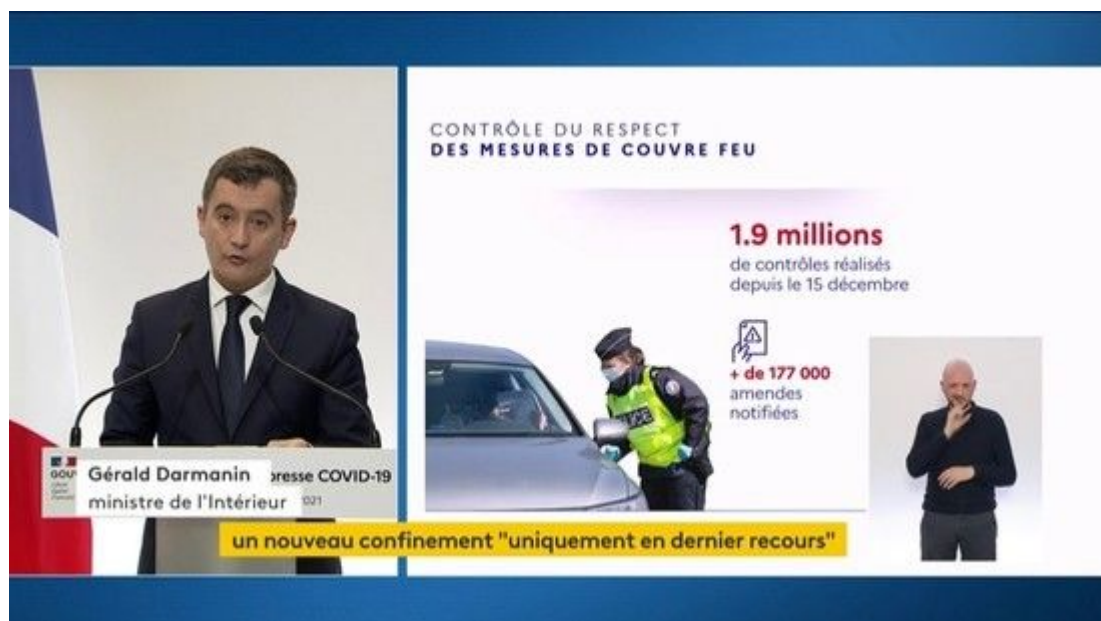 CONTRÔLE DU RESPECT
DES MESURES DE COUVRE FEU
1.9 millions
de contrôles réalisés
depuis le 15 décembre
+ de 177 000
amendes
notifiées
POLICE
Gérald Darmanin
ministre de l'Intérieur
presse COVID-19
2021
un nouveau confinement "uniquement en dernier recours"